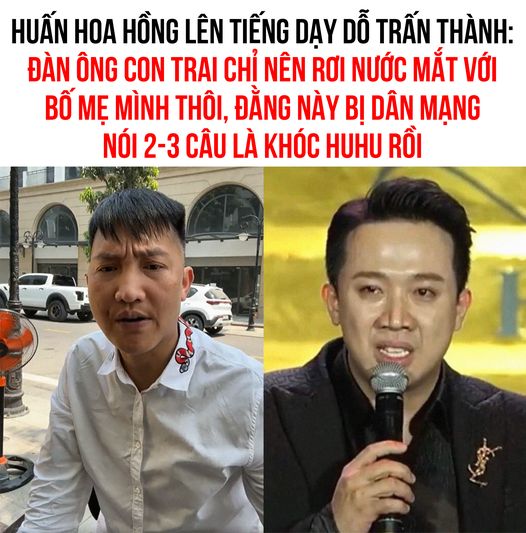 HUẤN HOA HỒNG LÊN TIẾNG DẠY DỖ TRẤN THÀNH:
ĐÀN ÔNG CON TRAI CHỈ NÊN RƠI NƯỚC MẮT VỚI
BỐ MẸ MÌNH THÔI, ĐẰNG NÀY BỊ DÂN MẠNG
NÓI 2-3 CÂU LÀ KHÓC HUHU RỒI